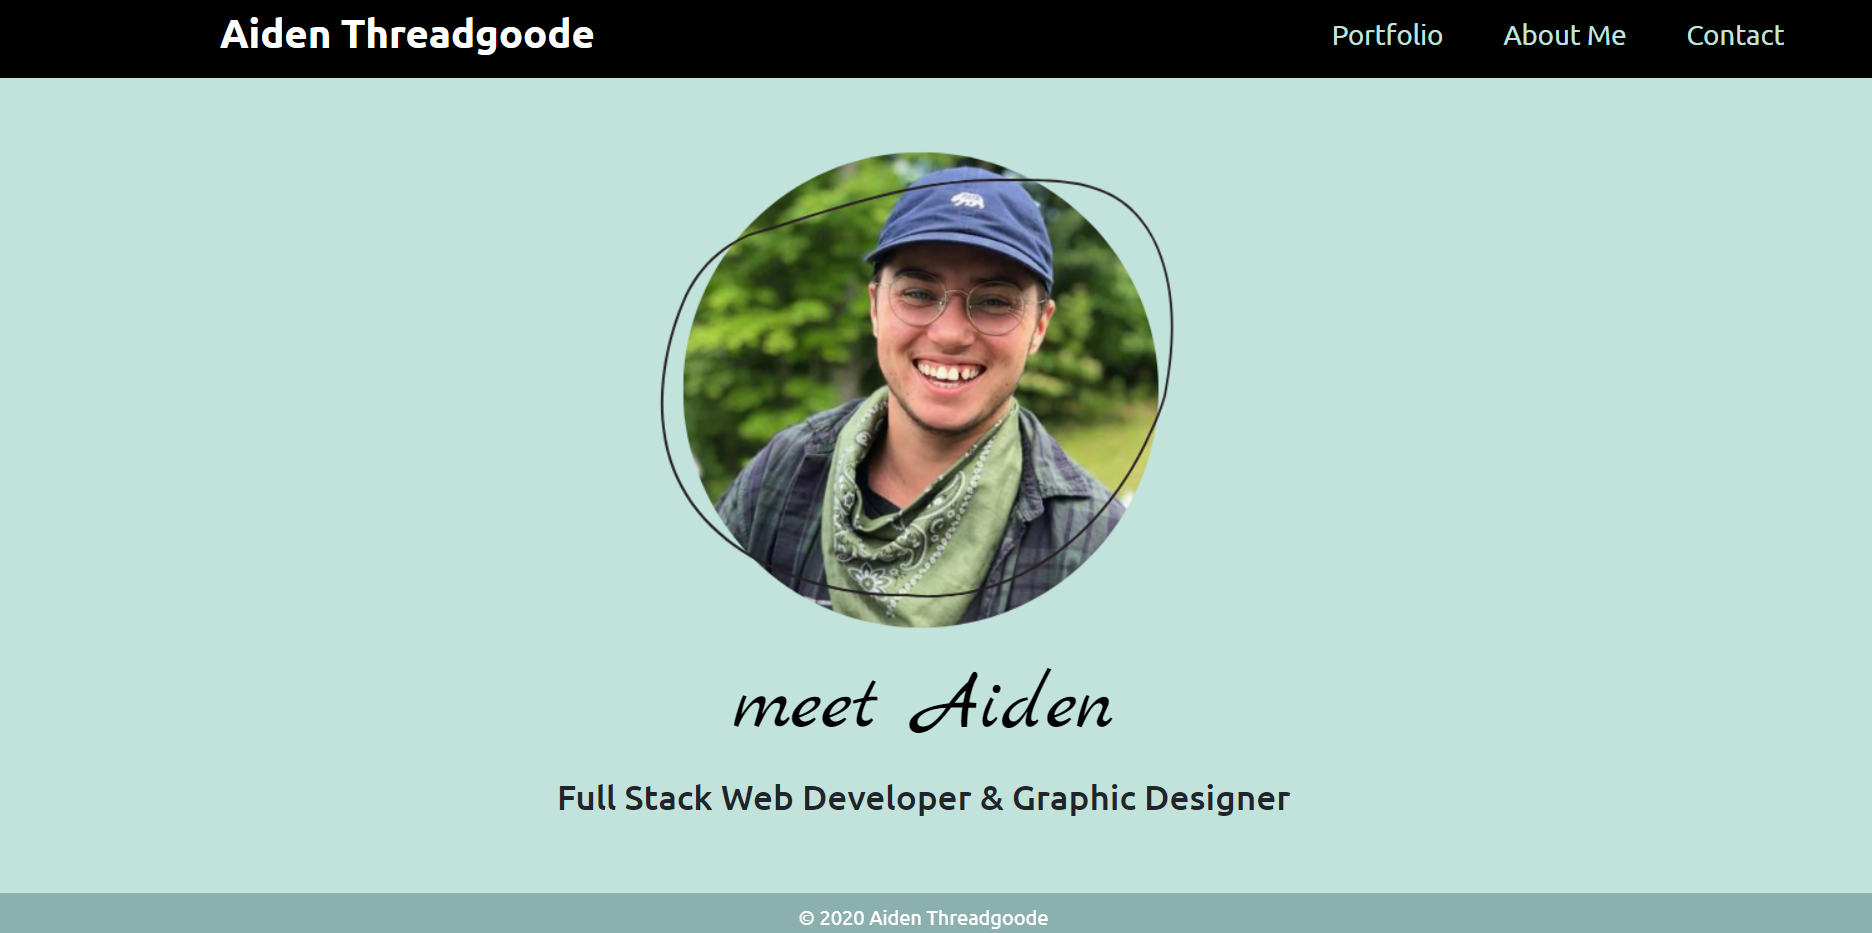 Aiden Threadgoode
Portfolio About Me Contact
meet Aiden
Full Stack Web Developer & Graphic Designer
© 2020 Aiden Threadgoode